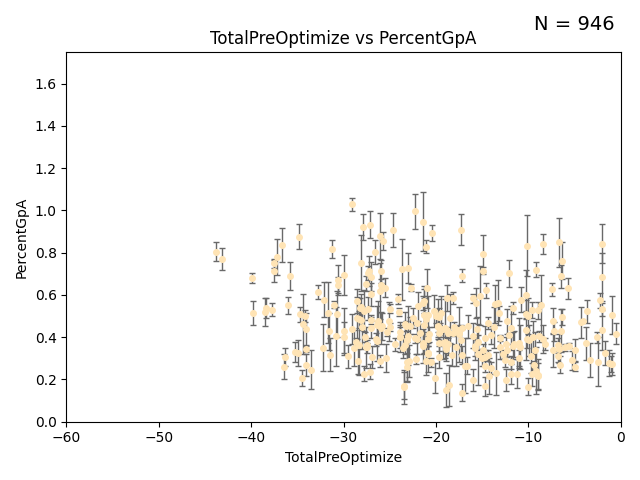 N = 946
TotalPreOptimize vs PercentGpA
1.6
1.4
1.2
1.0
0.8
0.6
0.4
0.2
0.0
PercentGpA
−60 −50 −40 −30 −20 −10 0
TotalPreOptimize